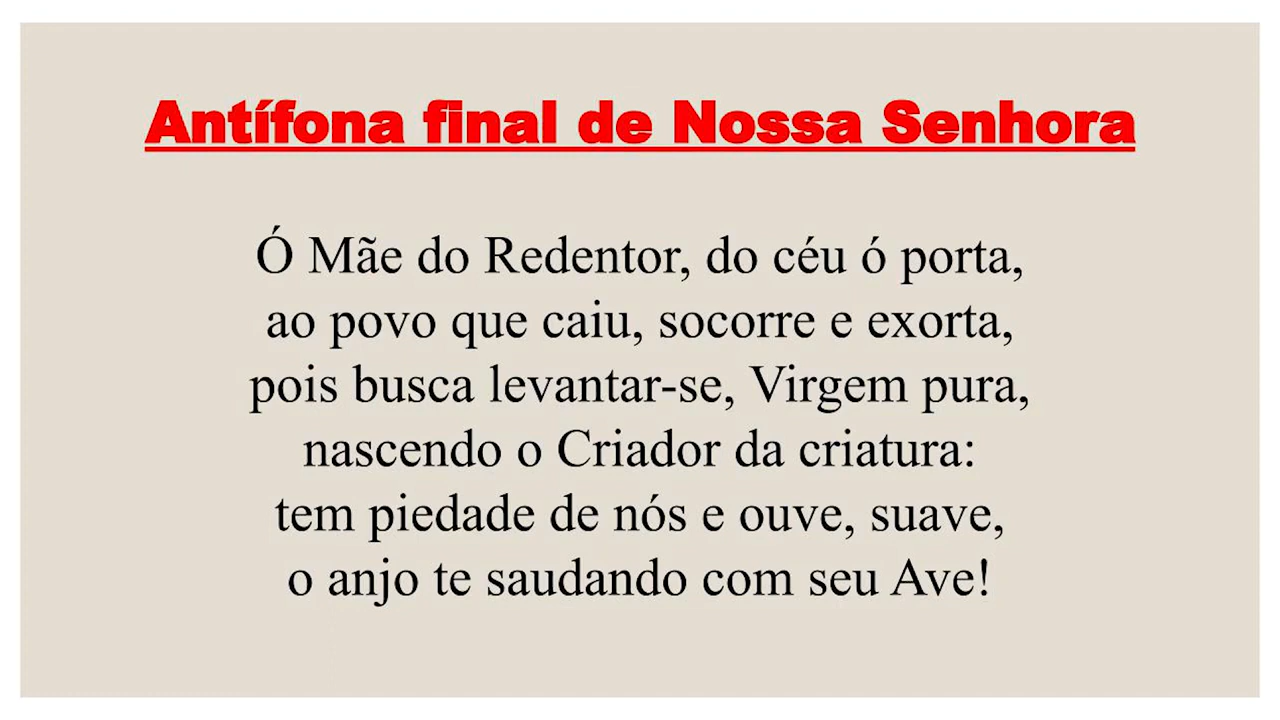 Antífona final de Nossa Senhora
Ó Mãe do Redentor, do céu ó porta,
ao povo que caiu, socorre e exorta,
pois busca levantar-se, Virgem pura,
nascendo o Criador da criatura:
tem piedade de nós e ouve, suave,
o anjo te saudando com seu Ave!